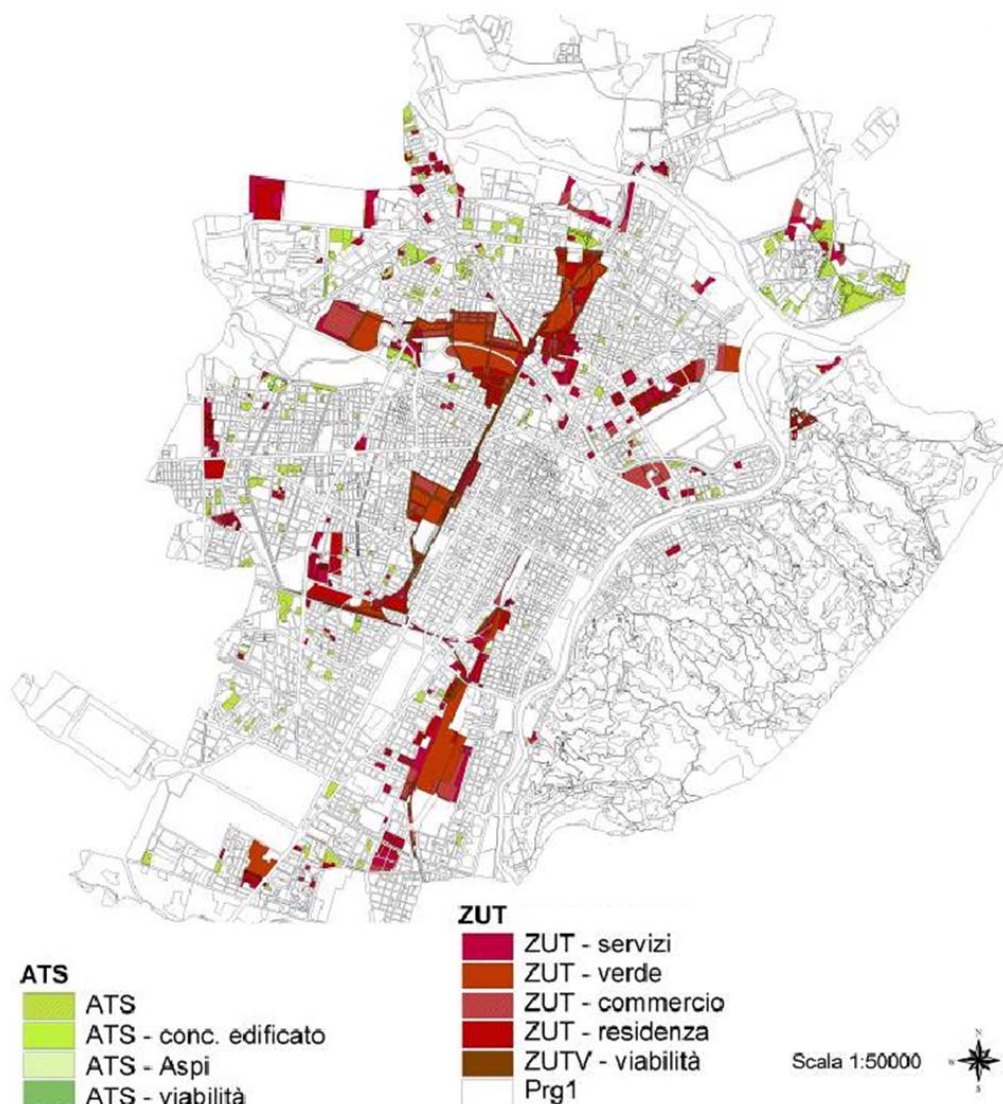 ATS
ATS
ATS - conc. edificato
ATS - Aspi
ATS - viabilità
ZUT
ZUT - servizi
ZUT - verde
ZUT - commercio
ZUT - residenza
ZUTV - viabilità
Prg1
Scala 1:50000
N
S